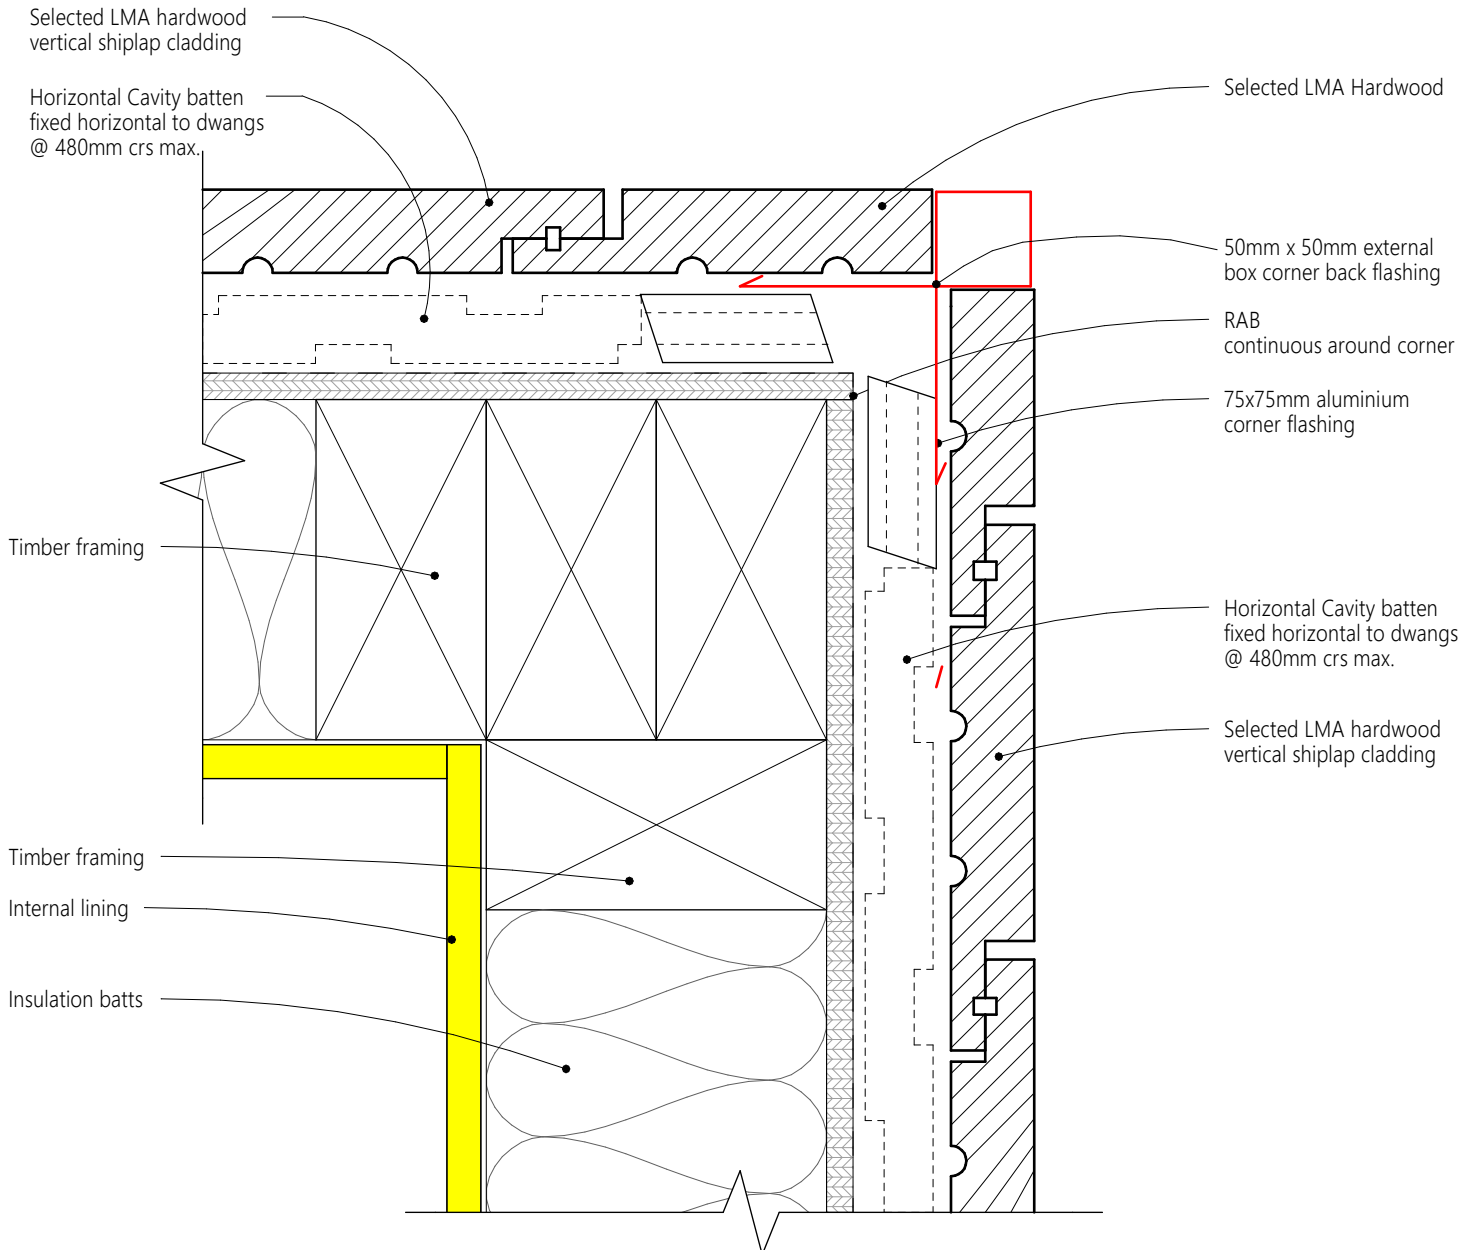 Selected LMA hardwood
vertical shiplap cladding
Horizontal Cavity batten
fixed horizontal to dwangs
@ 480mm crs max.
Selected LMA Hardwood
50mm x 50mm external
box corner back flashing
RAB
continuous around corner
75x75mm aluminium
corner flashing
Timber framing
Horizontal Cavity batten
fixed horizontal to dwangs
@ 480mm crs max.
Selected LMA hardwood
vertical shiplap cladding
Timber framing
Internal lining
Insulation batts